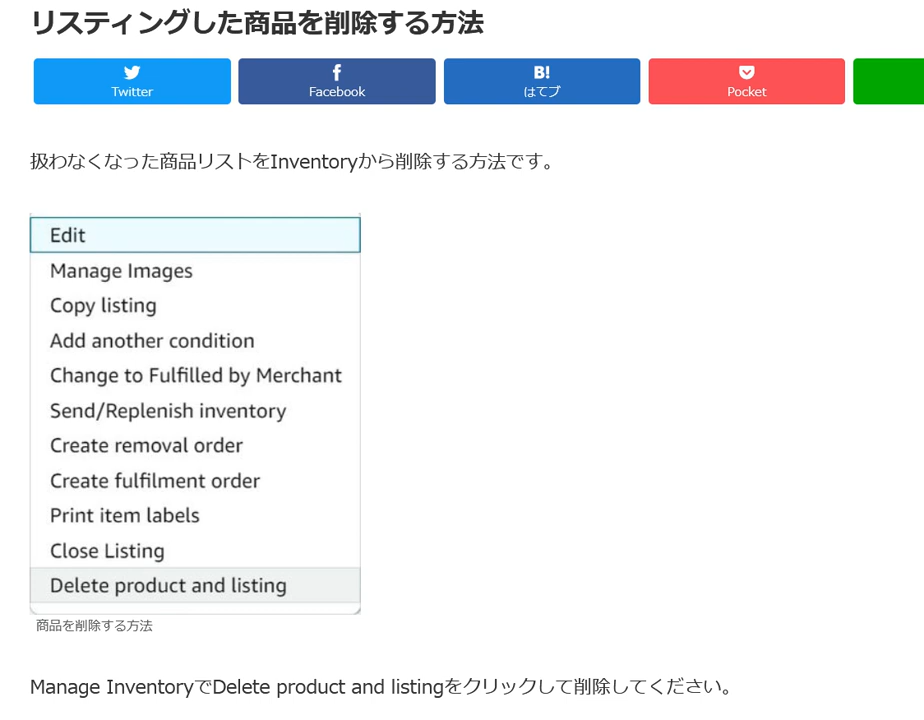 リスティングした商品を削除する方法
Twitter
Facebook
B!
はてブ
Pocket
扱わなくなった商品リストをInventoryから削除する方法です。
Edit
Manage Images
Copy listing
Add another condition
Change to Fulfilled by Merchant
Send/Replenish inventory
Create removal order
Create fulfilment order
Print item labels
Close Listing
Delete product and listing
商品を削除する方法
Manage InventoryでDelete product and listingをクリックして削除してください。